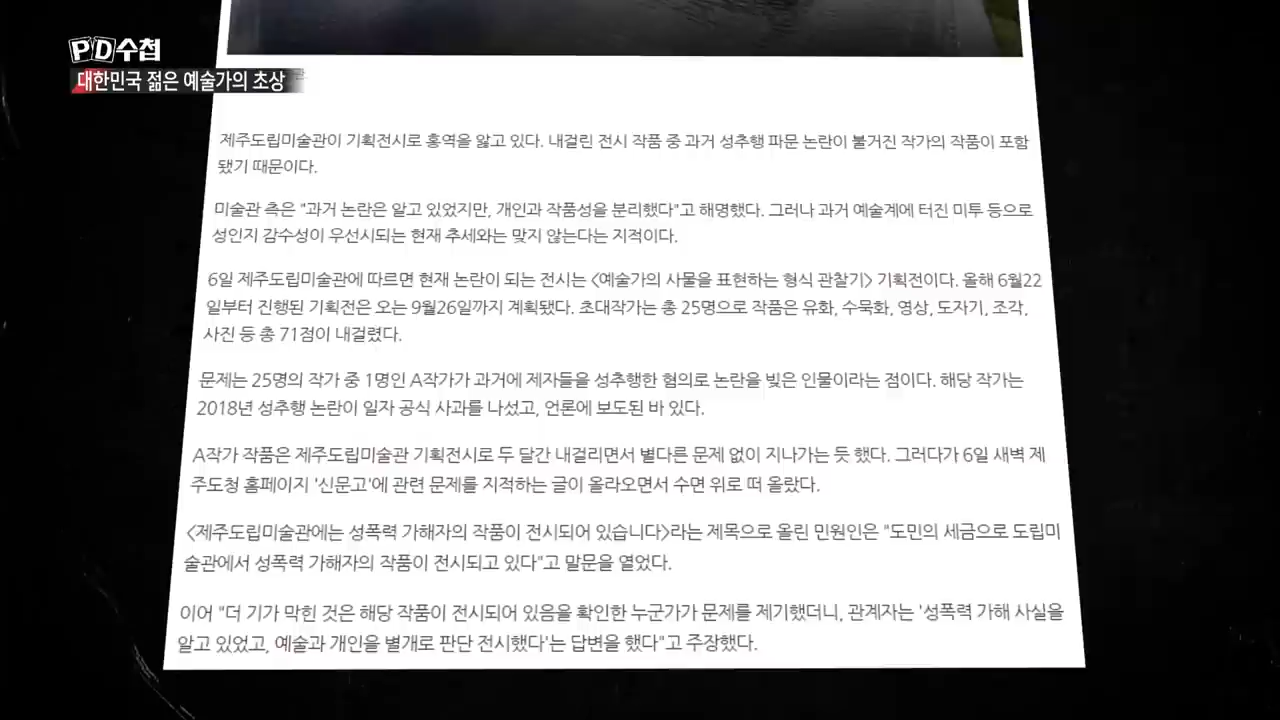 PD수첩
대한민국 젊은 예술가의 초상
제주도립미술관이 기획전시로 홍역을 앓고 있다. 내걸린 전시 작품 중 과거 성추행 파문 논란이 불거진 작가의 작품이 포함
됐기 때문이다.
미술관 측은 "과거 논란은 알고 있었지만, 개인과 작품성을 분리했다"고 해명했다. 그러나 과거 예술계에 터진 미투 등으로
성인지 감수성이 우선시되는 현재 추세와는 맞지 않는다는 지적이다.
6일 제주도립미술관에 따르면 현재 논란이 되는 전시는 <예술가의 사물을 표현하는 형식 관찰기> 기획전이다. 올해 6월22
일부터 진행된 기획전은 오는 9월26일까지 계획됐다. 초대작가는 총 25명으로 작품은 유화, 수묵화, 영상, 도자기, 조각,
사진 등 총 71점이 내걸렸다.
문제는 25명의 작가 중 1명인 A작가가 과거에 제자들을 성추행한 혐의로 논란을 빚은 인물이라는 점이다. 해당 작가는
2018년 성추행 논란이 일자 공식 사과를 나섰고, 언론에 보도된 바 있다.
A작가 작품은 제주도립미술관 기획전시로 두 달간 내걸리면서 별다른 문제 없이 지나가는 듯 했다. 그러다가 6일 새벽 제
주도청 홈페이지 '신문고'에 관련 문제를 지적하는 글이 올라오면서 수면 위로 떠 올랐다.
<제주도립미술관에는 성폭력 가해자의 작품이 전시되어 있습니다>라는 제목으로 올린 민원인은 "도민의 세금으로 도립미
술관에서 성폭력 가해자의 작품이 전시되고 있다"고 말문을 열었다.
이어 "더 기가 막힌 것은 해당 작품이 전시되어 있음을 확인한 누군가가 문제를 제기했더니, 관계자는 '성폭력 가해 사실을
알고 있었고, 예술과 개인을 별개로 판단 전시했다'는 답변을 했다"고 주장했다.